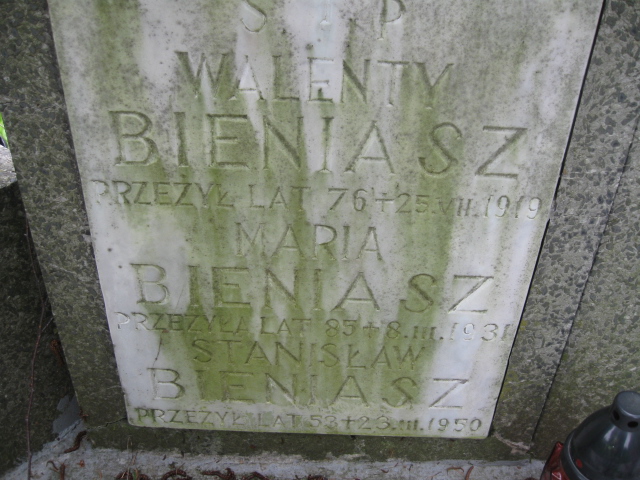 Ś P
WALENTY
BIENIASZ
PRZEŻYŁ LAT 76 + 25.VII.1919
MARIA
BIENIASZ
PRZEŻYŁA LAT 85 + 8.III.1931
STANISŁAW
BIENIASZ
PRZEŻYŁ LAT 53 + 23.III.1950